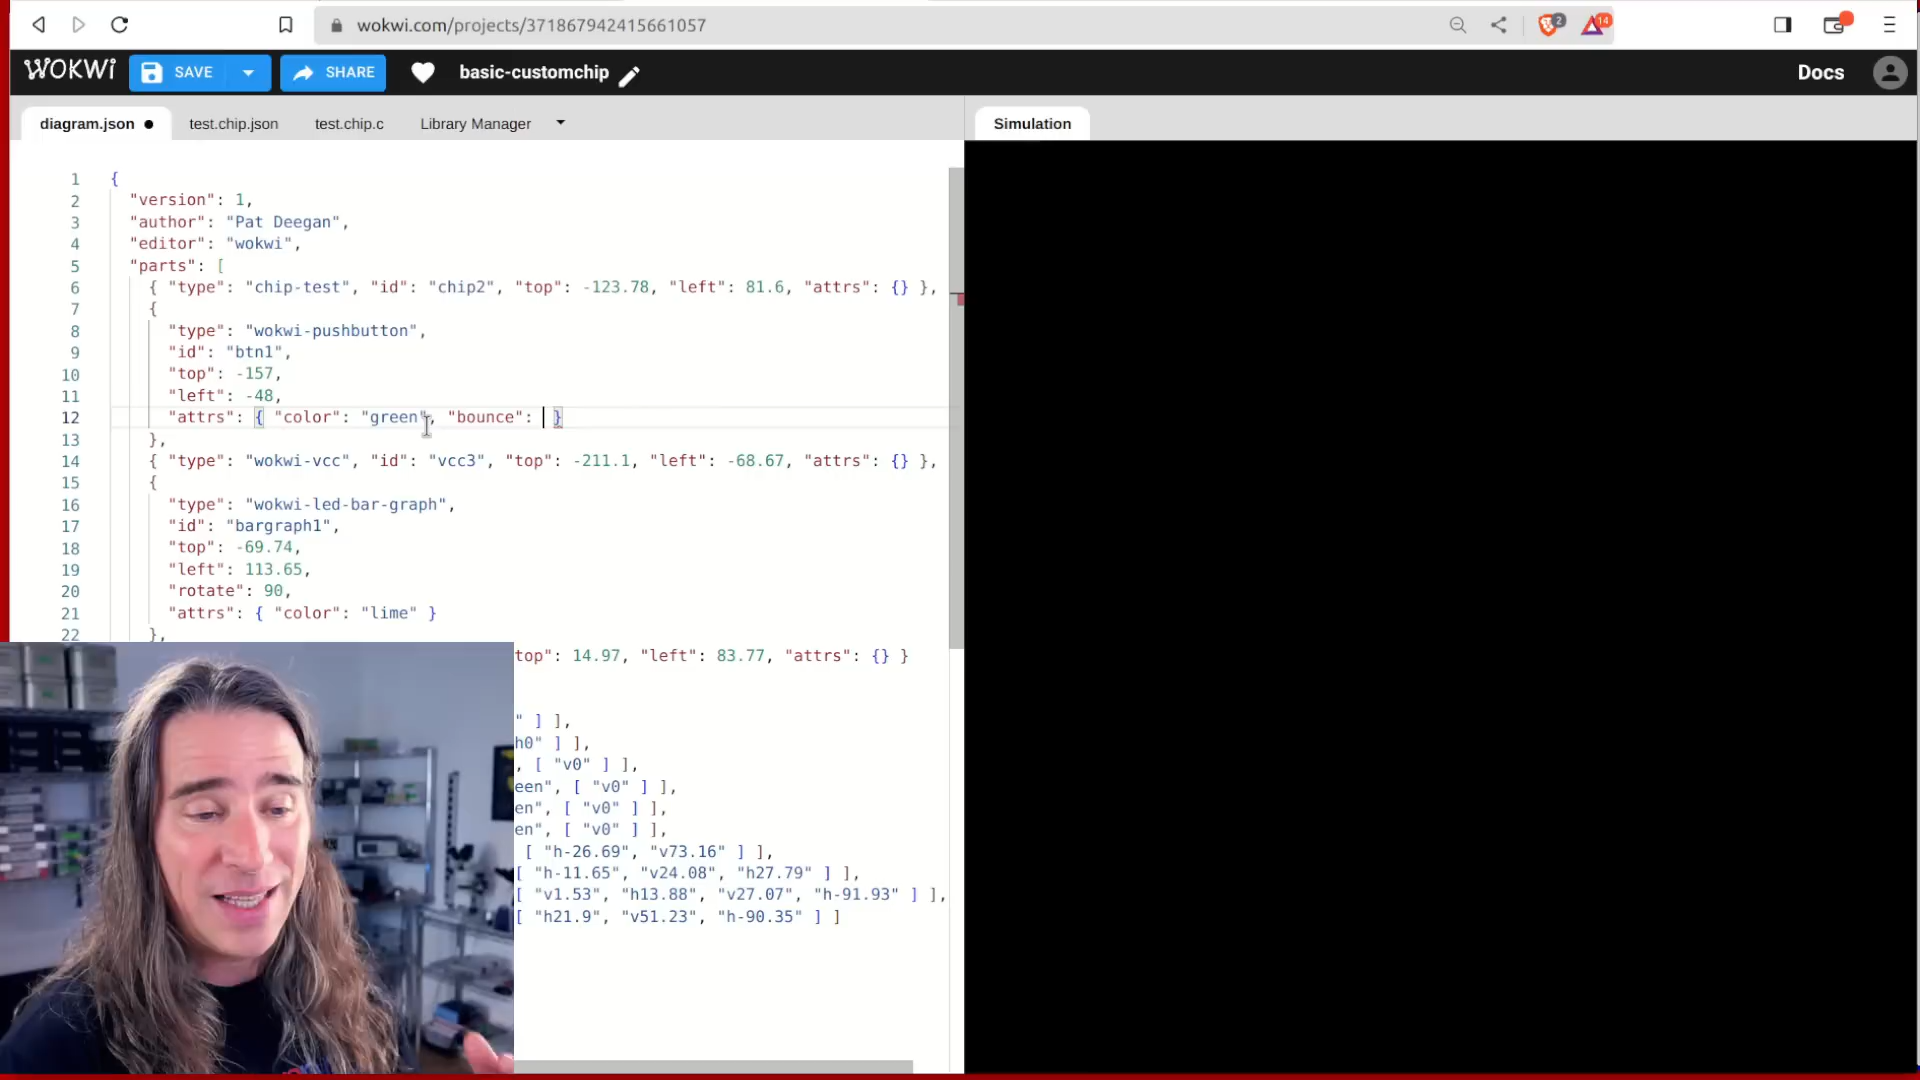 wokwi.com/projects/371867942415661057
2
14
WOKWi
SAVE
SHARE
basic-customchip
Docs
diagram.json
test.chip.json
test.chip.c
Library Manager
Simulation
1 {
2 "version": 1,
3 "author": "Pat Deegan",
4 "editor": "wokwi",
5 "parts": [
6 { "type": "chip-test", "id": "chip2", "top": -123.78, "left": 81.6, "attrs": {} },
7 {
8 "type": "wokwi-pushbutton",
9 "id": "btn1",
10 "top": -157,
11 "left": -48,
12 "attrs": { "color": "green", "bounce": }
13 },
14 { "type": "wokwi-vcc", "id": "vcc3", "top": -211.1, "left": -68.67, "attrs": {} },
15 {
16 "type": "wokwi-led-bar-graph",
17 "id": "bargraph1",
18 "top": -69.74,
19 "left": 113.65,
20 "rotate": 90,
21 "attrs": { "color": "lime" }
22 },
top": 14.97, "left": 83.77, "attrs": {} }
" ] ],
h0" ] ],
, [ "v0" ] ],
een", [ "v0" ] ],
en", [ "v0" ] ],
en", [ "v0" ] ],
[ "h-26.69", "v73.16" ] ],
[ "h-11.65", "v24.08", "h27.79" ] ],
[ "v1.53", "h13.88", "v27.07", "h-91.93" ] ],
[ "h21.9", "v51.23", "h-90.35" ] ]